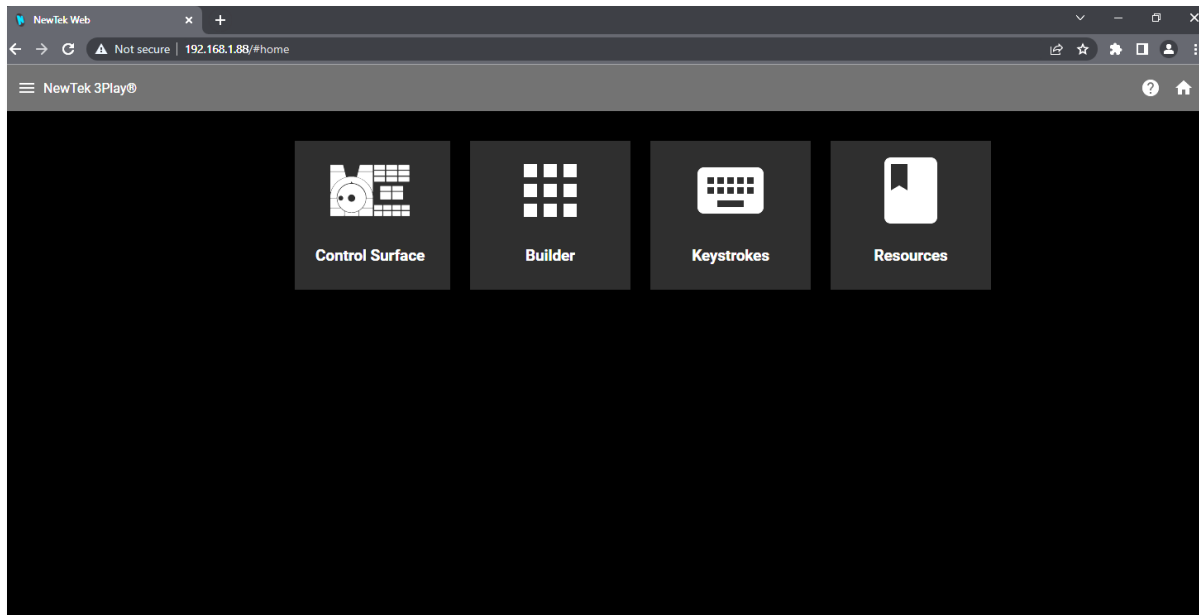 NewTek Web
Not secure | 192.168.1.88/#home
NewTek 3Play®
Control Surface
Builder
Keystrokes
Resources